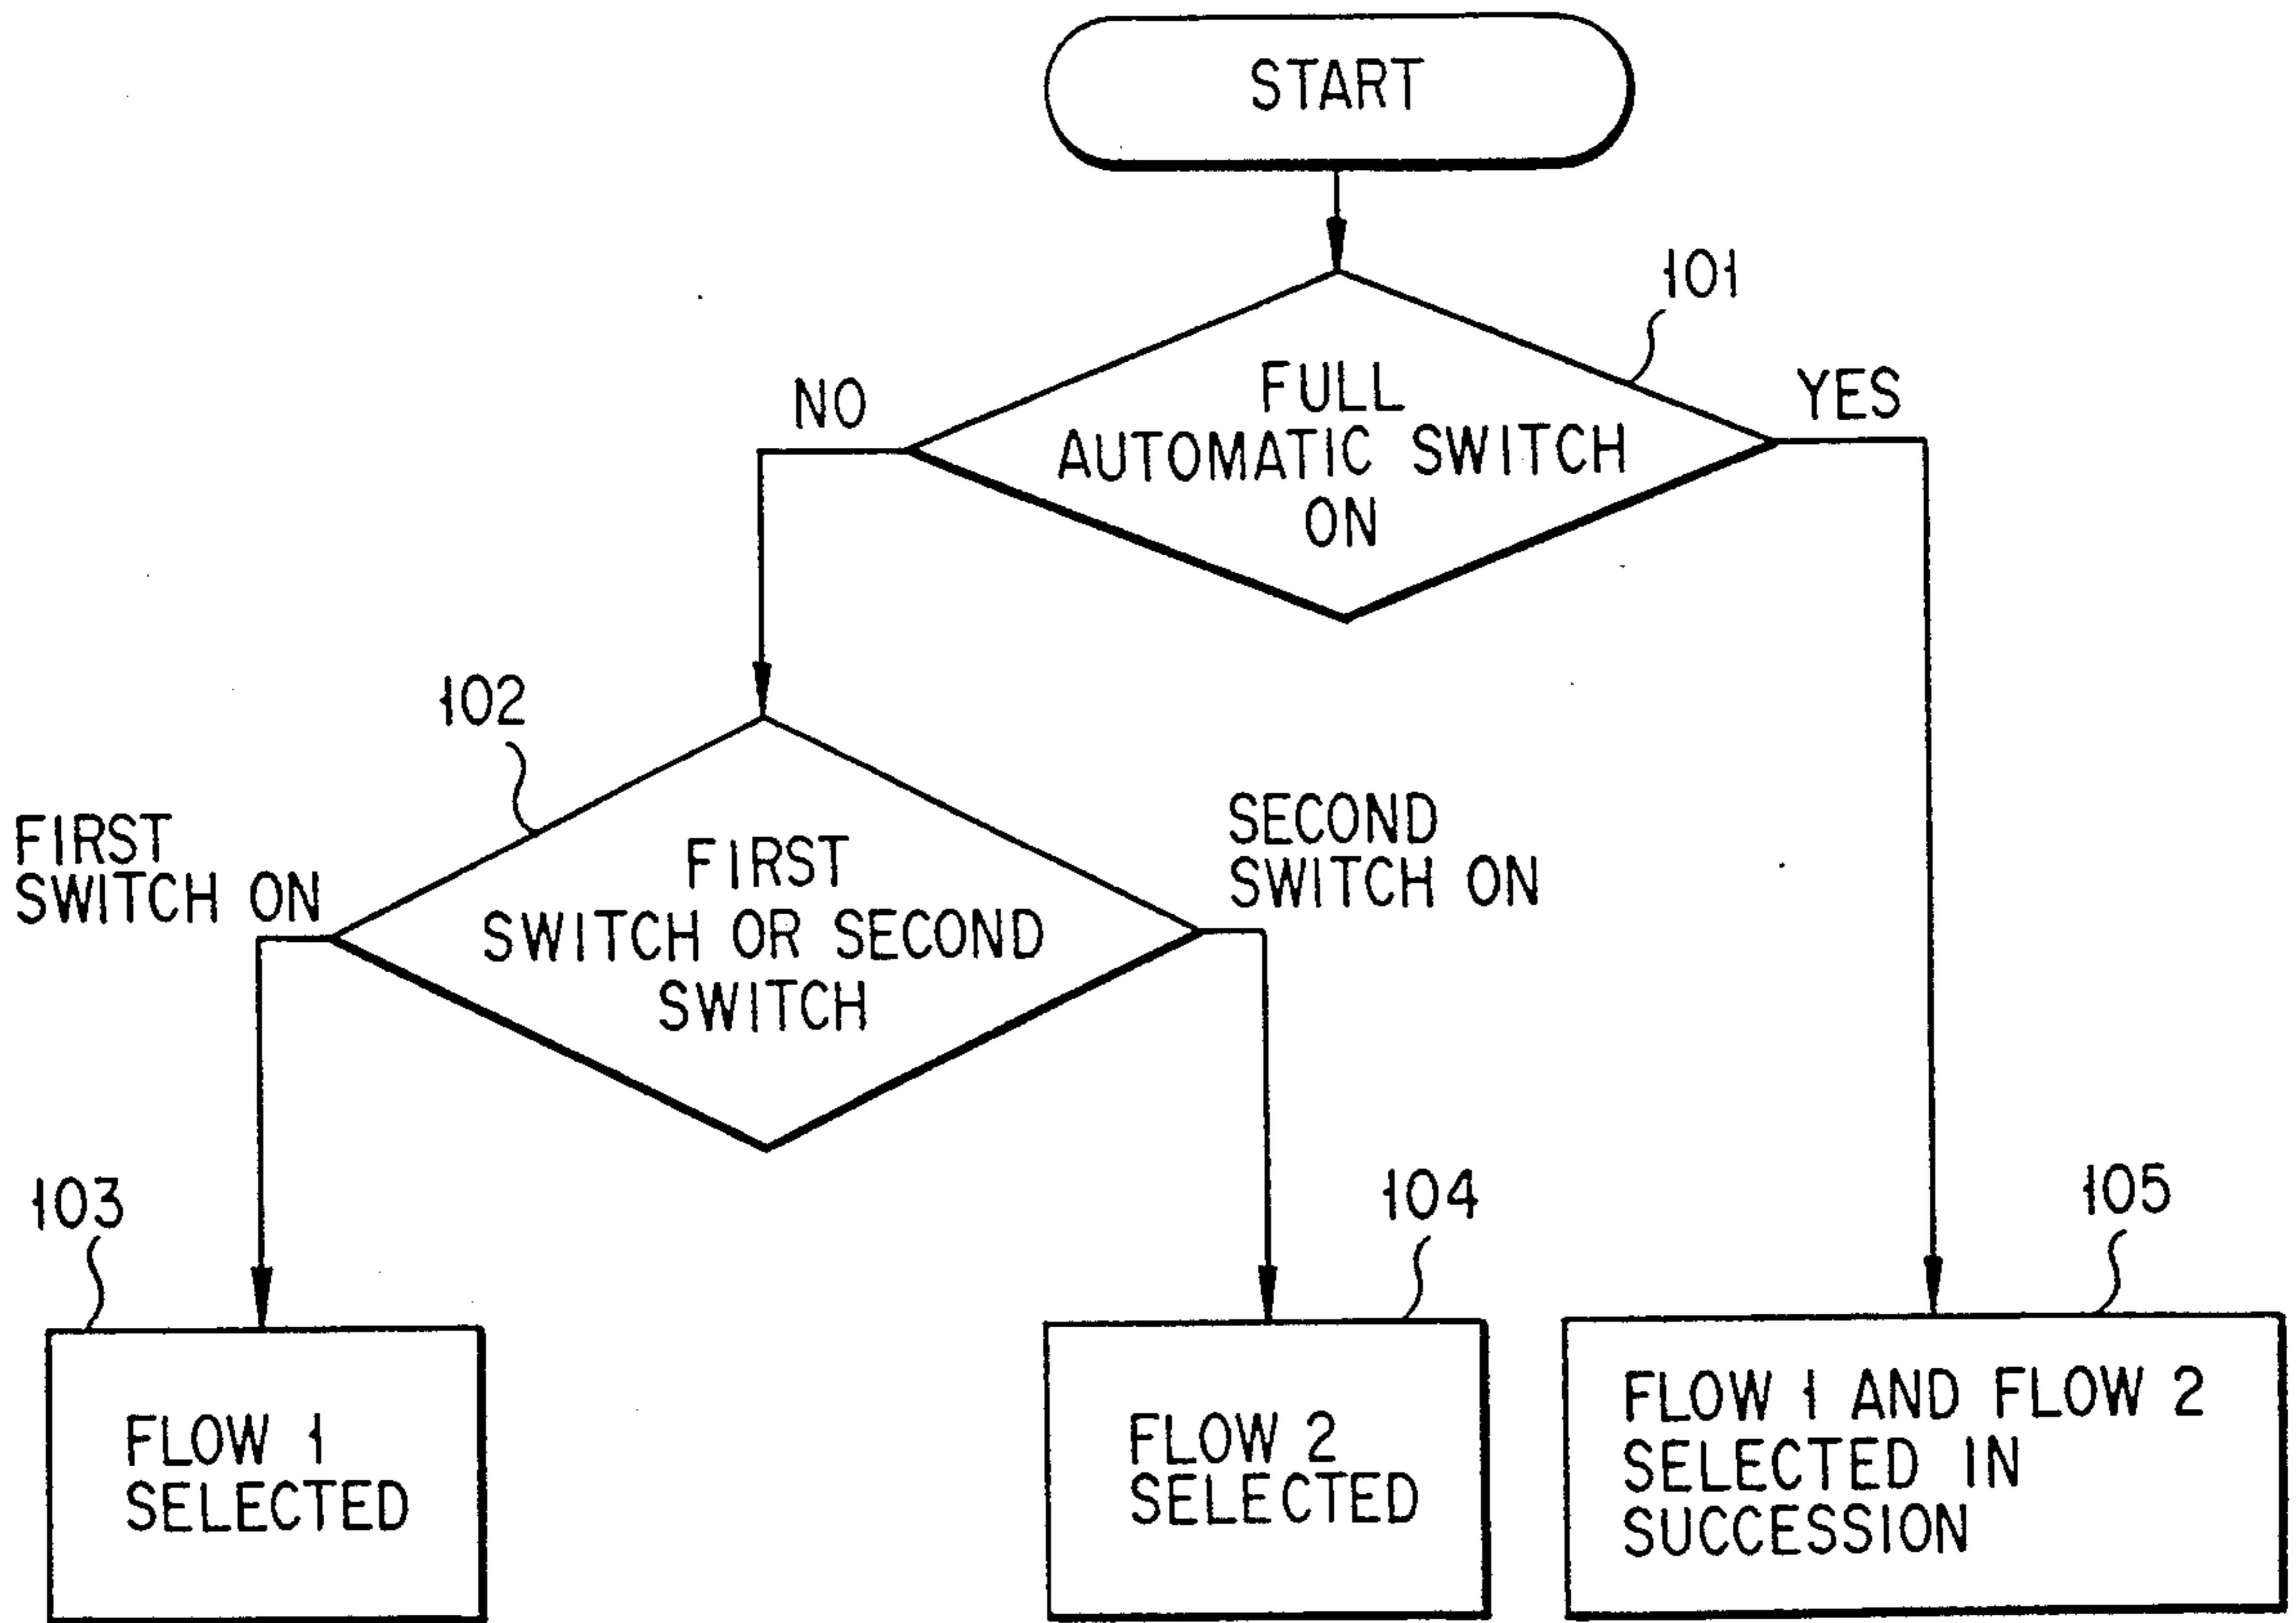 START
101
FULL
AUTOMATIC SWITCH
ON
NO
YES
102
FIRST
SWITCH OR SECOND
SWITCH
FIRST
SWITCH ON
SECOND
SWITCH ON
103
FLOW 1
SELECTED
104
FLOW 2
SELECTED
105
FLOW 1 AND FLOW 2
SELECTED IN
SUCCESSION